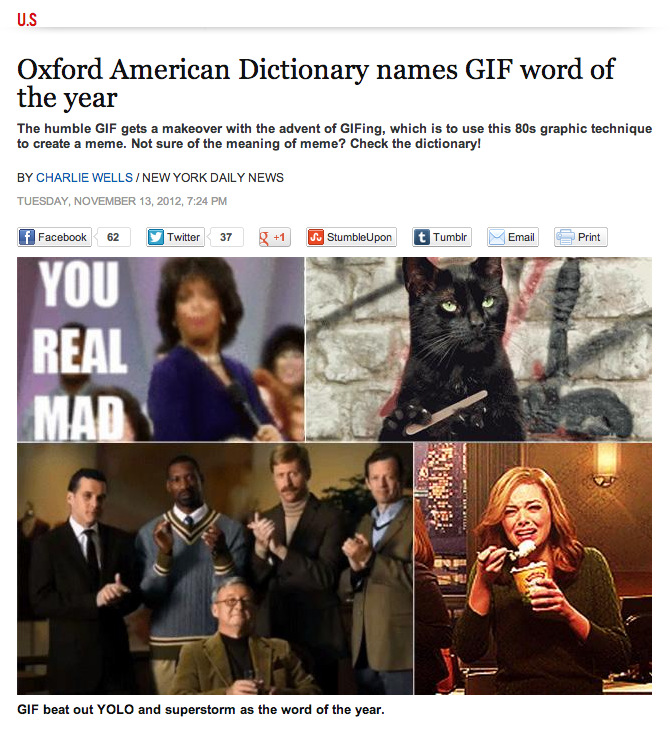 U.S
Oxford American Dictionary names GIF word of
the year
The humble GIF gets a makeover with the advent of GIFing, which is to use this 80s graphic technique
to create a meme. Not sure of the meaning of meme? Check the dictionary!
BY CHARLIE WELLS / NEW YORK DAILY NEWS
TUESDAY, NOVEMBER 13, 2012, 7:24 PM
Facebook 62 Twitter 37 +1 StumbleUpon Tumblr Email Print
YOU
REAL
MAD
GIF beat out YOLO and superstorm as the word of the year.